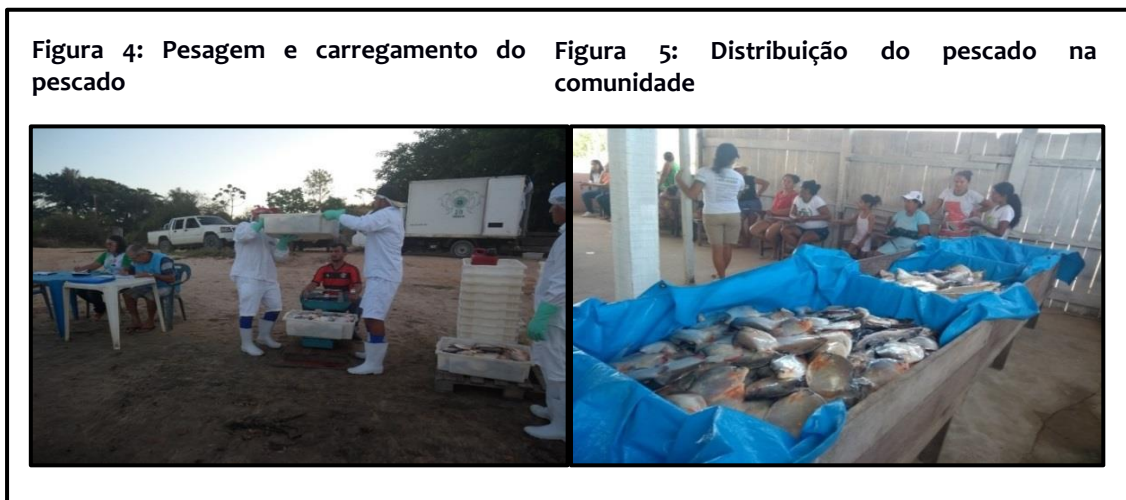 Figura 4: Pesagem e carregamento do
pescado
Figura 5: Distribuição do pescado na
comunidade